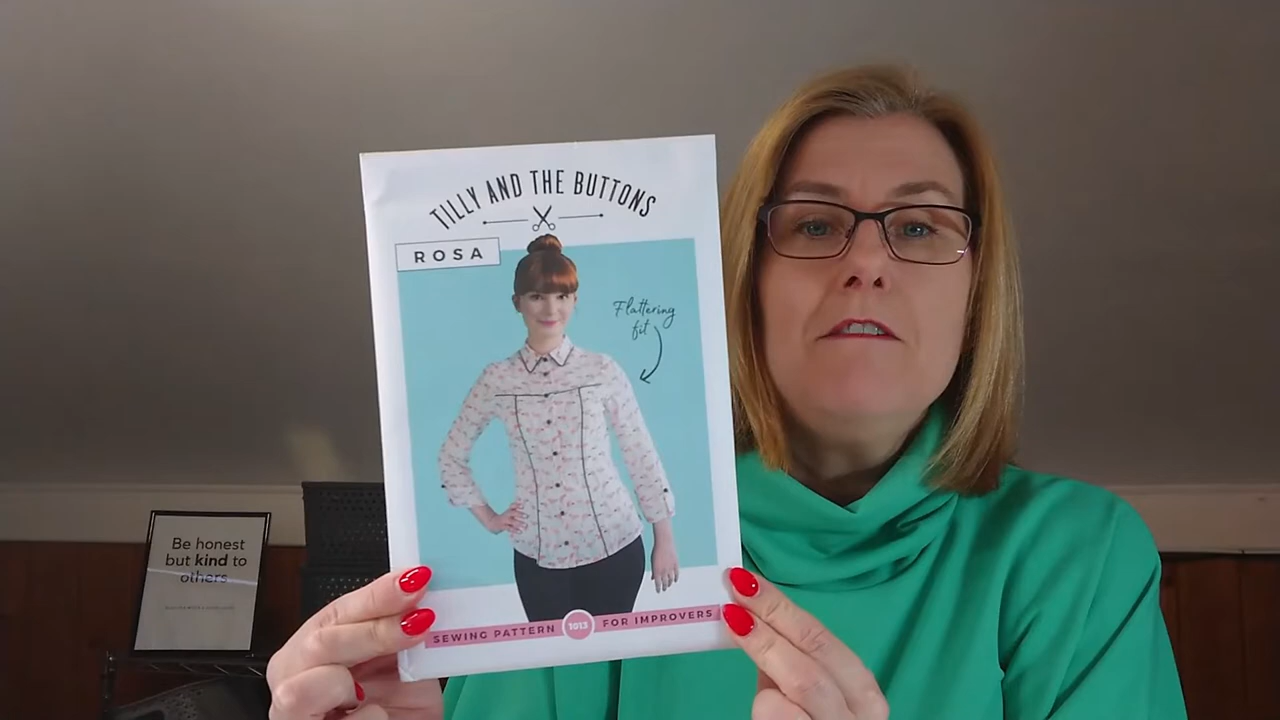 TILLY AND THE BUTTONS
ROSA
Flattering
fit
SEWING PATTERN 1013 FOR IMPROVERS
Be honest
but kind to
others